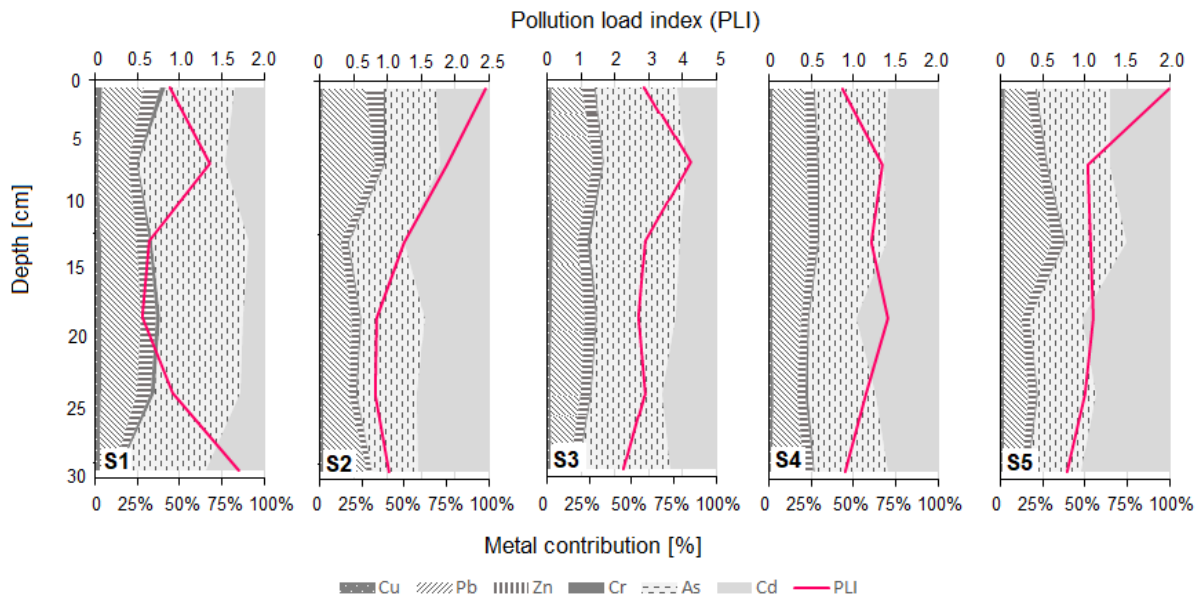 Pollution load index (PLI)
0 0.5 1.0 1.5 2.0 0 0.5 1.0 1.5 2.0 2.5 0 1 2 3 4 5 0 0.5 1.0 1.5 2.0 0 0.5 1.0 1.5 2.0
0
5
10
15
20
25
30
Depth [cm]
S1 S2 S3 S4 S5
0 25% 50% 75% 100% 25% 50% 75% 100% 0 25% 50% 75% 100% 0 25% 50% 75% 100% 0 25% 50% 75% 100%
Metal contribution [%]
Cu Pb Zn Cr As Cd PLI